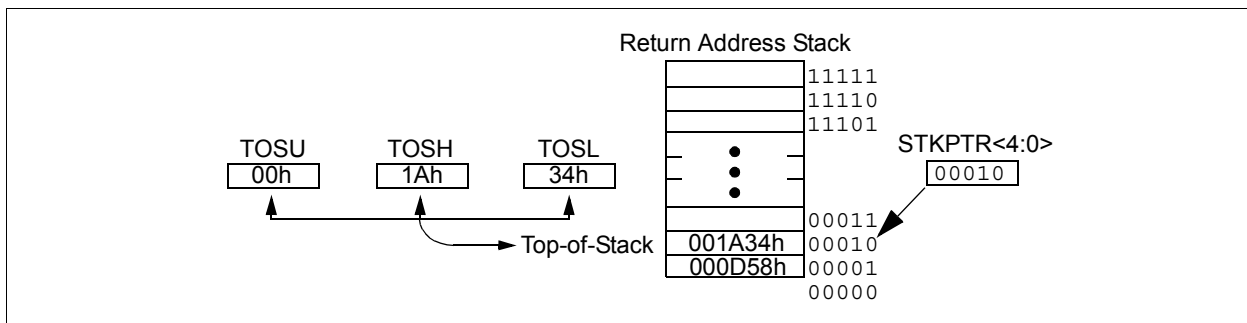 Return Address Stack
11111
11110
11101
TOSU TOSH TOSL
00h 1Ah 34h
STKPTR<4:0>
00010
00011
Top-of-Stack 001A34h 00010
000D58h 00001
00000